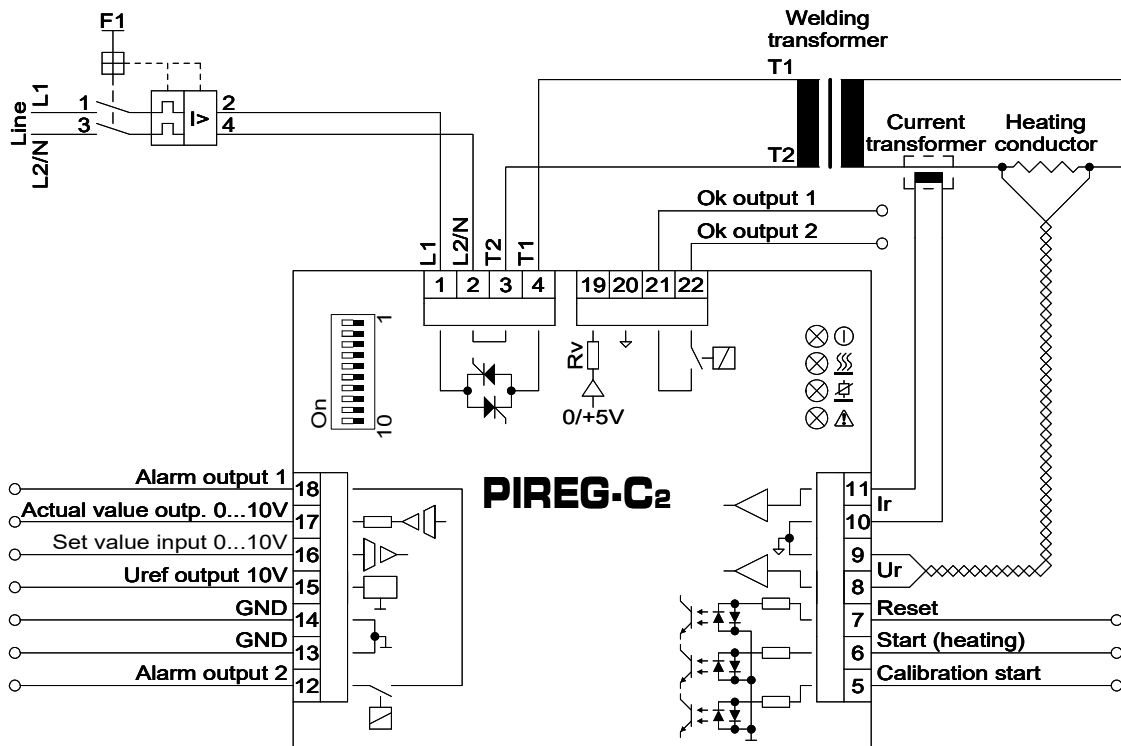 F1
Welding
transformer
T1
T2
Line
L1
L2/N
1
3
I>
2
4
Current
transformer
Heating
conductor
Ok output 1
Ok output 2
L1
L2/N
T2
T1
1 2 3 4
19 20 21 22
Rv
0/+5V
On
1
10
PIREG-C2
Alarm output 1
18
Actual value outp. 0...10V
17
Set value input 0...10V
16
Uref output 10V
15
GND
14
GND
13
Alarm output 2
12
11
Ir
10
9
Ur
8
7
Reset
6
Start (heating)
5
Calibration start